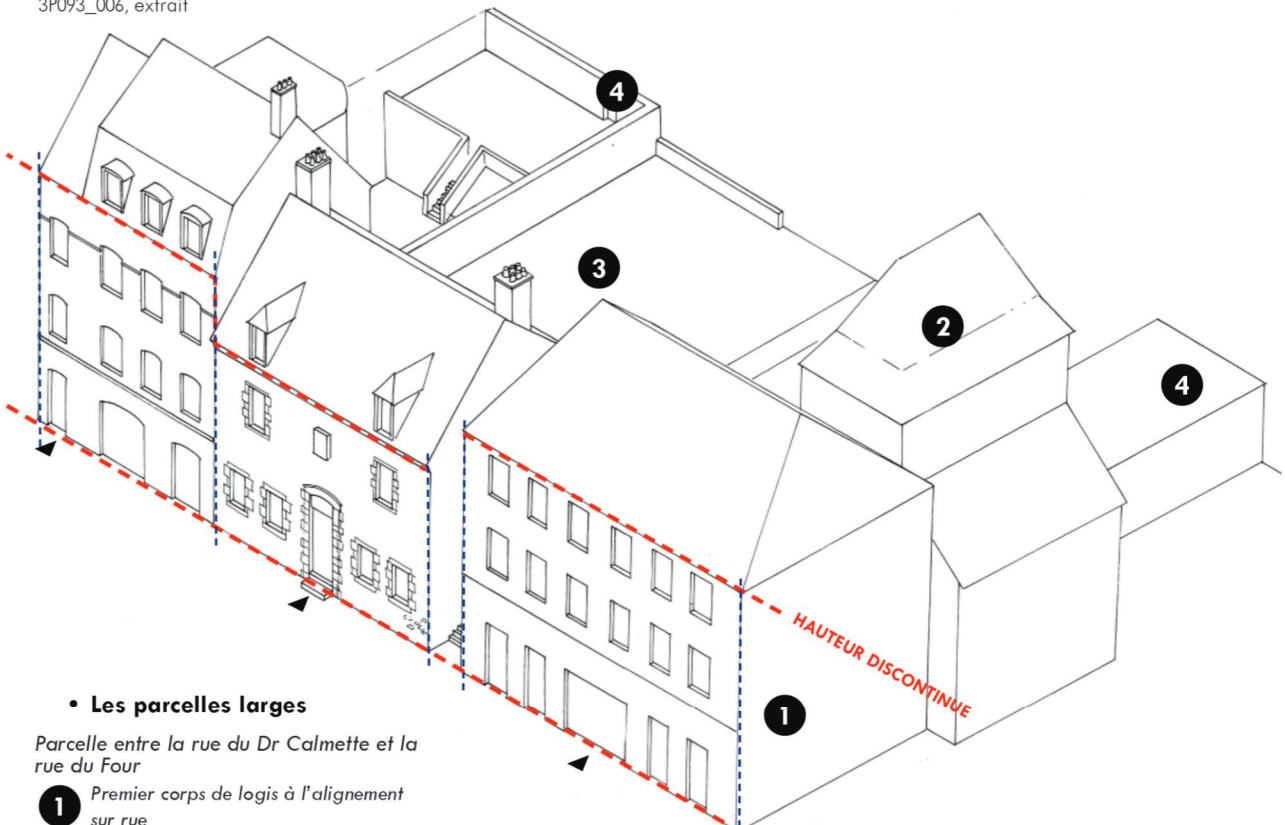 3P093_006, extrait
4
3
2
4
HAUTEUR DISCONTINUE
1
• Les parcelles larges
Parcelle entre la rue du Dr Calmette et la
rue du Four
1 Premier corps de logis à l'alignement
sur rue